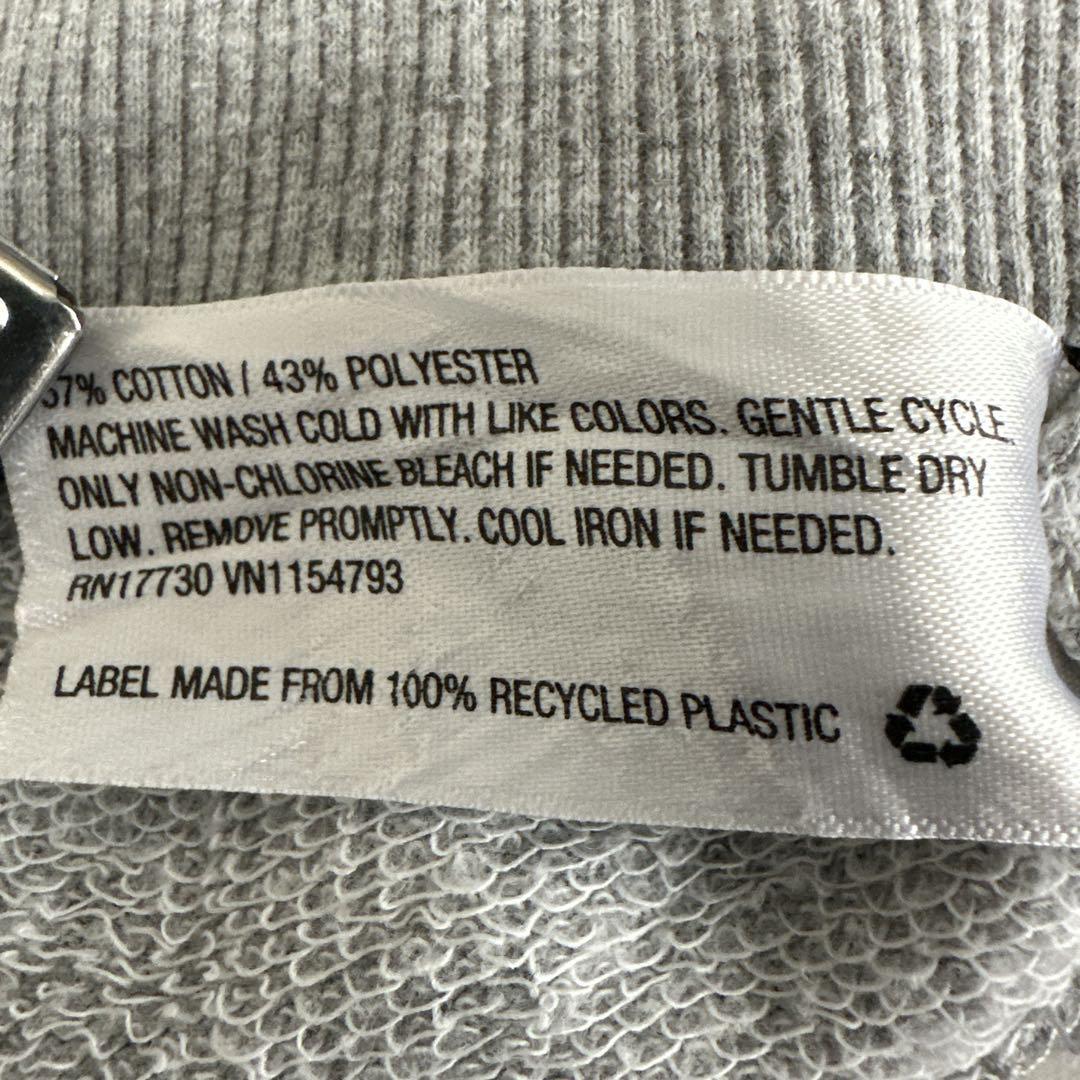 57% COTTON / 43% POLYESTER
MACHINE WASH COLD WITH LIKE COLORS. GENTLE CYCLE.
ONLY NON-CHLORINE BLEACH IF NEEDED. TUMBLE DRY
LOW. REMOVE PROMPTLY. COOL IRON IF NEEDED.
RN17730 VN1154793
LABEL MADE FROM 100% RECYCLED PLASTIC